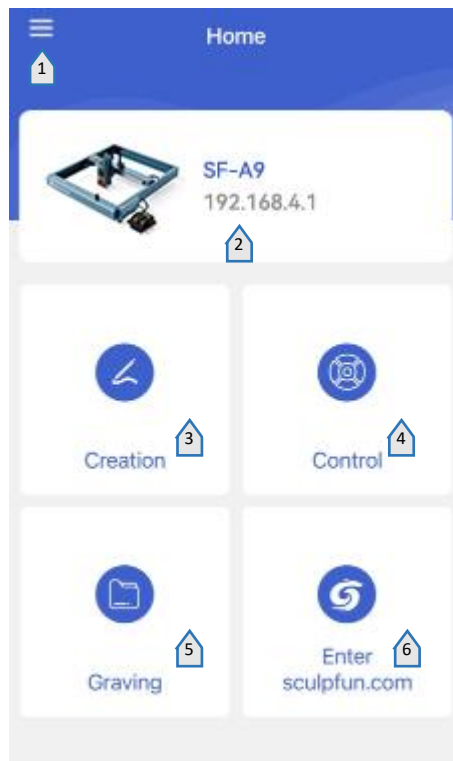 Home
1
SF-A9
192.168.4.1
2
Creation
3
Control
4
Graving
5
Enter
sculpfun.com
6